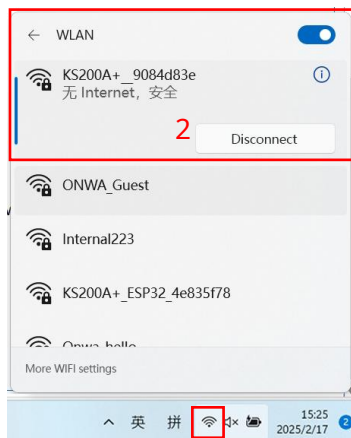 WLAN
KS200A+_9084d83e
无 Internet，安全
2
Disconnect
ONWA_Guest
Internal223
KS200A+_ESP32_4e835f78
Onwa_hello
More WIFI settings
英 拼 15:25
2025/2/17 2